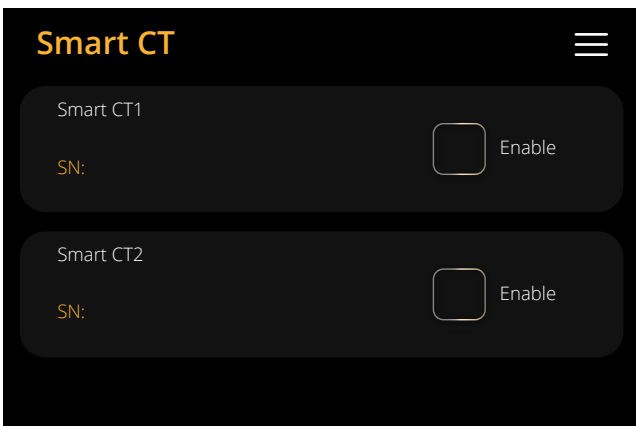 Smart CT
Smart CT1
Enable
SN:
Smart CT2
Enable
SN: